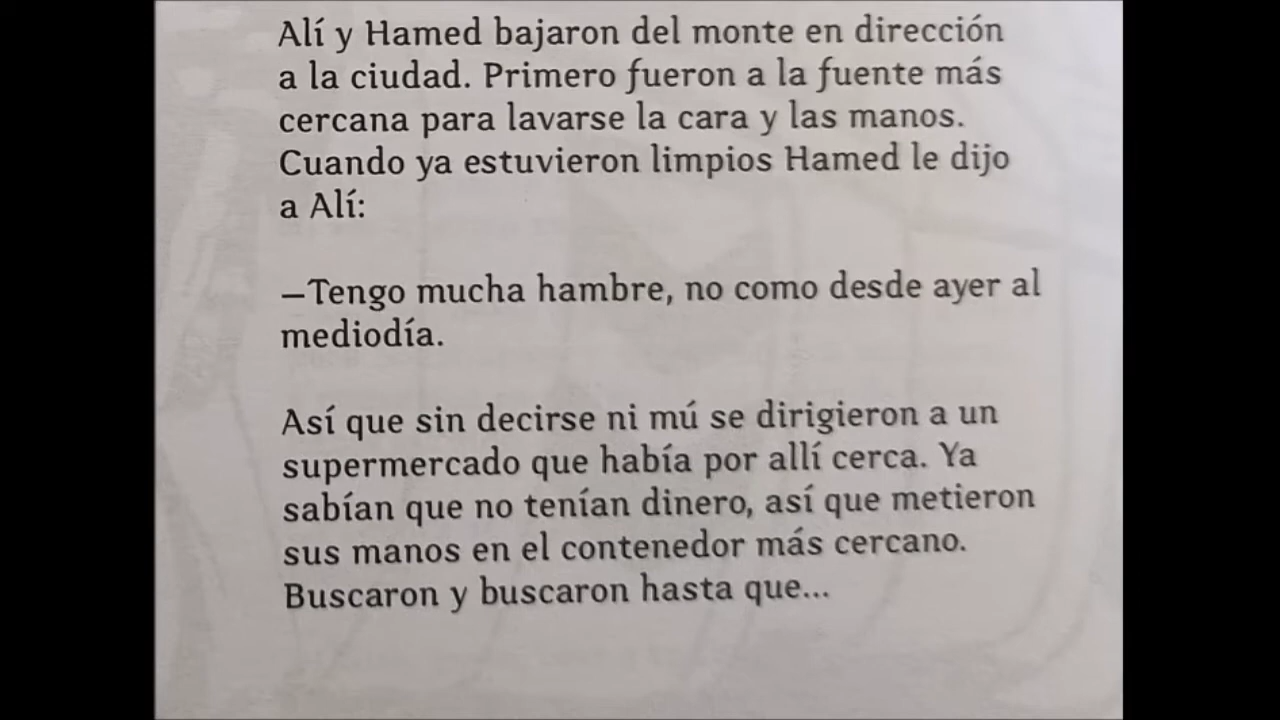 Alí y Hamed bajaron del monte en dirección
a la ciudad. Primero fueron a la fuente más
cercana para lavarse la cara y las manos.
Cuando ya estuvieron limpios Hamed le dijo
a Alí:
—Tengo mucha hambre, no como desde ayer al
mediodía.
Así que sin decirse ni mú se dirigieron a un
supermercado que había por allí cerca. Ya
sabían que no tenían dinero, así que metieron
sus manos en el contenedor más cercano.
Buscaron y buscaron hasta que...